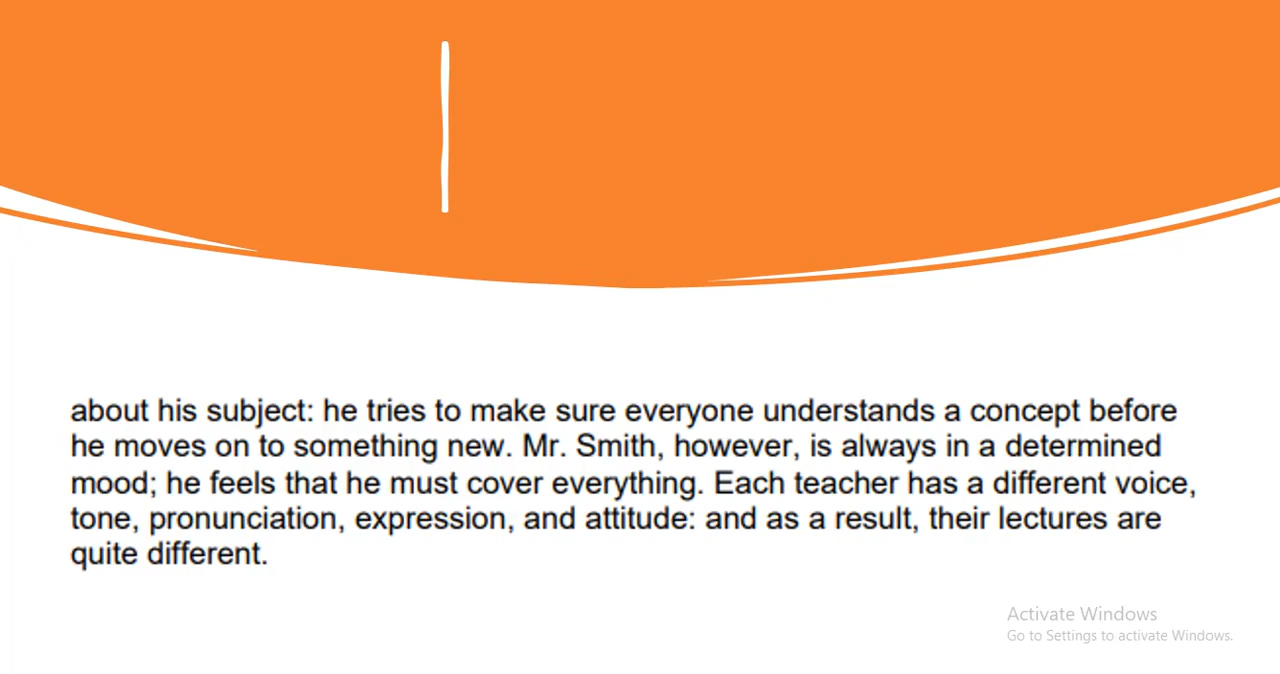 about his subject: he tries to make sure everyone understands a concept before
he moves on to something new. Mr. Smith, however, is always in a determined
mood; he feels that he must cover everything. Each teacher has a different voice,
tone, pronunciation, expression, and attitude: and as a result, their lectures are
quite different.
Activate Windows
Go to Settings to activate Windows.